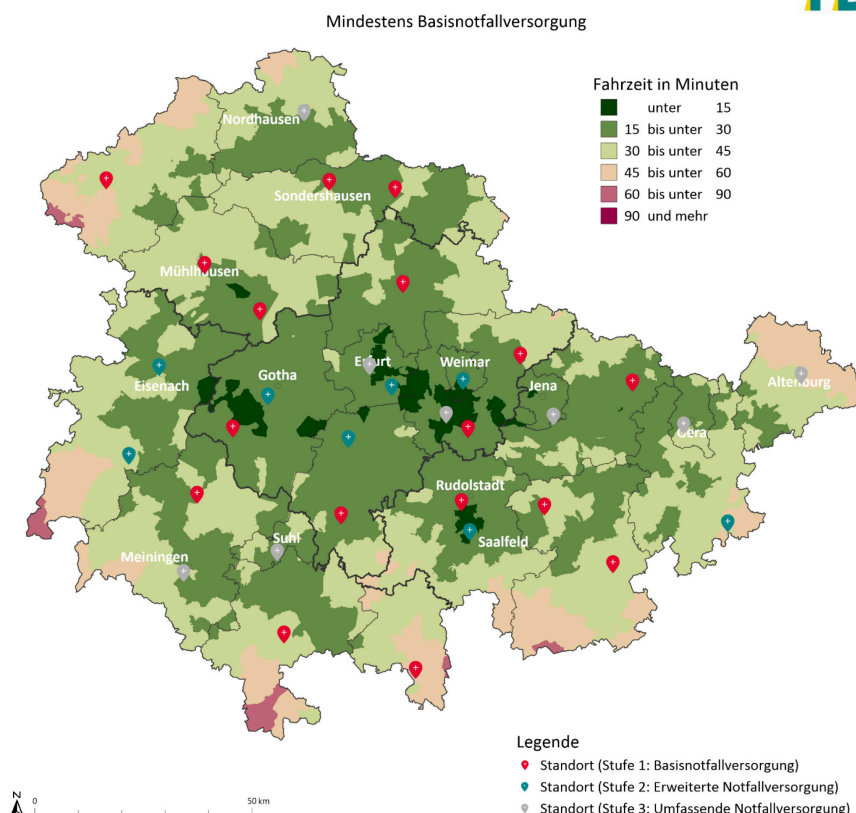 Mindestens Basisnotfallversorgung
Fahrzeit in Minuten
unter 15
15 bis unter 30
30 bis unter 45
45 bis unter 60
60 bis unter 90
90 und mehr
Nordhausen
Sondershausen
Mühlhausen
Eisenach
Gotha
Erfurt
Weimar
Jena
Gera
Altenburg
Rudolstadt
Saalfeld
Suhl
Meiningen
Legende
Standort (Stufe 1: Basisnotfallversorgung)
Standort (Stufe 2: Erweiterte Notfallversorgung)
Standort (Stufe 3: Umfassende Notfallversorgung)
N
0 50 km